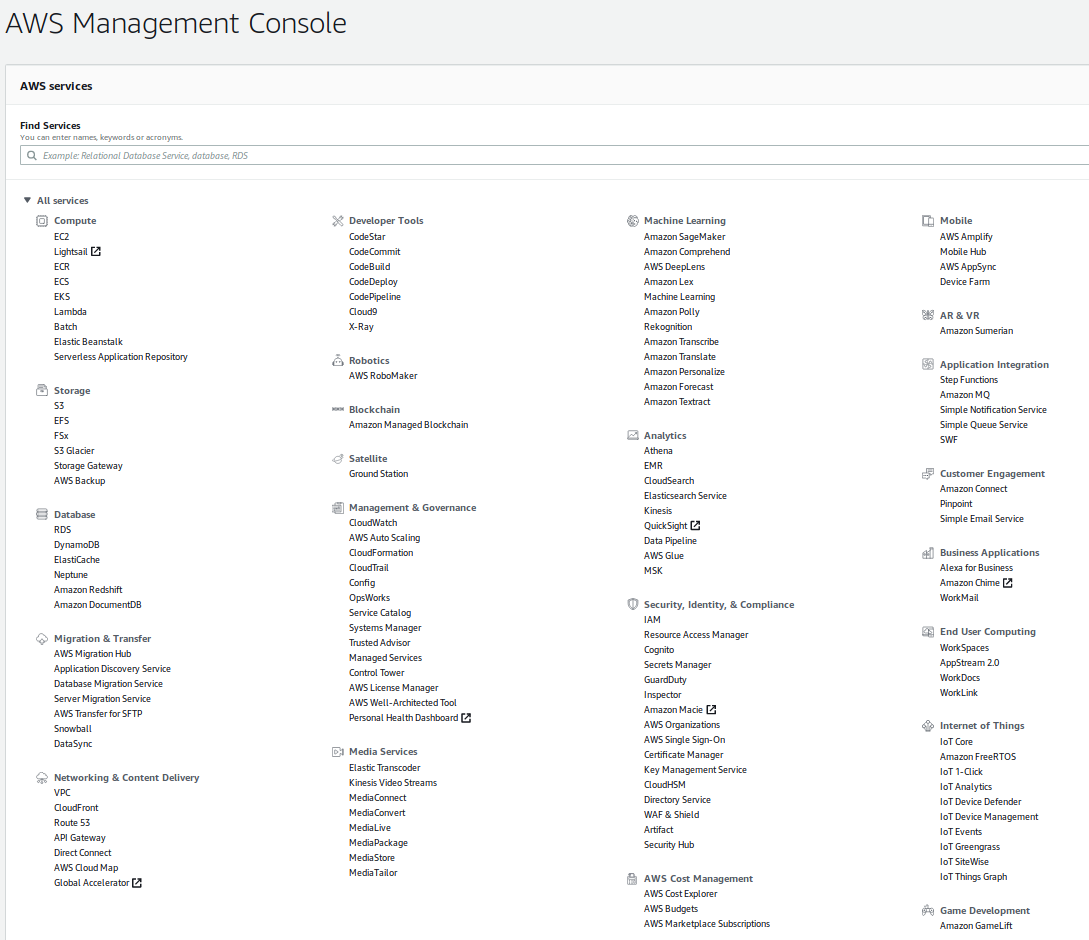 AWS Management Console
AWS services
Find Services
You can enter names, keywords or acronyms.
Example: Relational Database Service, database, RDS
All services
Compute
EC2
Lightsail
ECR
ECS
EKS
Lambda
Batch
Elastic Beanstalk
Serverless Application Repository
Storage
S3
EFS
FSx
S3 Glacier
Storage Gateway
AWS Backup
Database
RDS
DynamoDB
ElastiCache
Neptune
Amazon Redshift
Amazon DocumentDB
Migration & Transfer
AWS Migration Hub
Application Discovery Service
Database Migration Service
Server Migration Service
AWS Transfer for SFTP
Snowball
DataSync
Networking & Content Delivery
VPC
CloudFront
Route 53
API Gateway
Direct Connect
AWS Cloud Map
Global Accelerator
Developer Tools
CodeStar
CodeCommit
CodeBuild
CodeDeploy
CodePipeline
Cloud9
X-Ray
Robotics
AWS RoboMaker
Blockchain
Amazon Managed Blockchain
Satellite
Ground Station
Management & Governance
CloudWatch
AWS Auto Scaling
CloudFormation
CloudTrail
Config
OpsWorks
Service Catalog
Systems Manager
Trusted Advisor
Managed Services
Control Tower
AWS License Manager
AWS Well-Architected Tool
Personal Health Dashboard
Media Services
Elastic Transcoder
Kinesis Video Streams
MediaConnect
MediaConvert
MediaLive
MediaPackage
MediaStore
MediaTailor
Machine Learning
Amazon SageMaker
Amazon Comprehend
AWS DeepLens
Amazon Lex
Machine Learning
Amazon Polly
Rekognition
Amazon Transcribe
Amazon Translate
Amazon Personalize
Amazon Forecast
Amazon Textract
Analytics
Athena
EMR
CloudSearch
Elasticsearch Service
Kinesis
QuickSight
Data Pipeline
AWS Glue
MSK
Security, Identity, & Compliance
IAM
Resource Access Manager
Cognito
Secrets Manager
GuardDuty
Inspector
Amazon Macie
AWS Organizations
AWS Single Sign-On
Certificate Manager
Key Management Service
CloudHSM
Directory Service
WAF & Shield
Artifact
Security Hub
AWS Cost Management
AWS Cost Explorer
AWS Budgets
AWS Marketplace Subscriptions
Mobile
AWS Amplify
Mobile Hub
AWS AppSync
Device Farm
AR & VR
Amazon Sumerian
Application Integration
Step Functions
Amazon MQ
Simple Notification Service
Simple Queue Service
SWF
Customer Engagement
Amazon Connect
Pinpoint
Simple Email Service
Business Applications
Alexa for Business
Amazon Chime
WorkMail
End User Computing
WorkSpaces
AppStream 2.0
WorkDocs
WorkLink
Internet of Things
IoT Core
Amazon FreeRTOS
IoT 1-Click
IoT Analytics
IoT Device Defender
IoT Device Management
IoT Events
IoT Greengrass
IoT SiteWise
IoT Things Graph
Game Development
Amazon GameLift